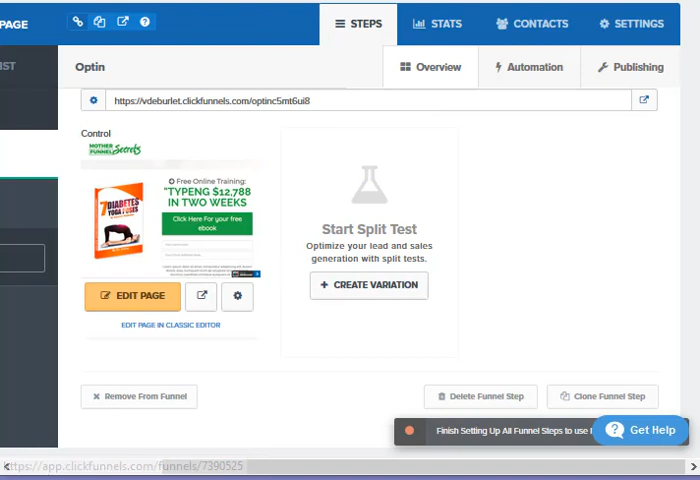 PAGE
STEPS
STATS
CONTACTS
SETTINGS
IST
Optin
Overview
Automation
Publishing
https://vdeburlet.clickfunnels.com/optinc5mt6ui8
Control
MOTHER FUNNEL Secrets
Free Online Training:
"TYPENG $12,788
IN TWO WEEKS
Click Here For your free
ebook
7 DIABETES
YOGA POSES
Start Split Test
Optimize your lead and sales
generation with split tests.
+ CREATE VARIATION
EDIT PAGE
EDIT PAGE IN CLASSIC EDITOR
Remove From Funnel
Delete Funnel Step
Clone Funnel Step
Finish Setting Up All Funnel Steps to use
Get Help
https://app.clickfunnels.com/funnels/7390525